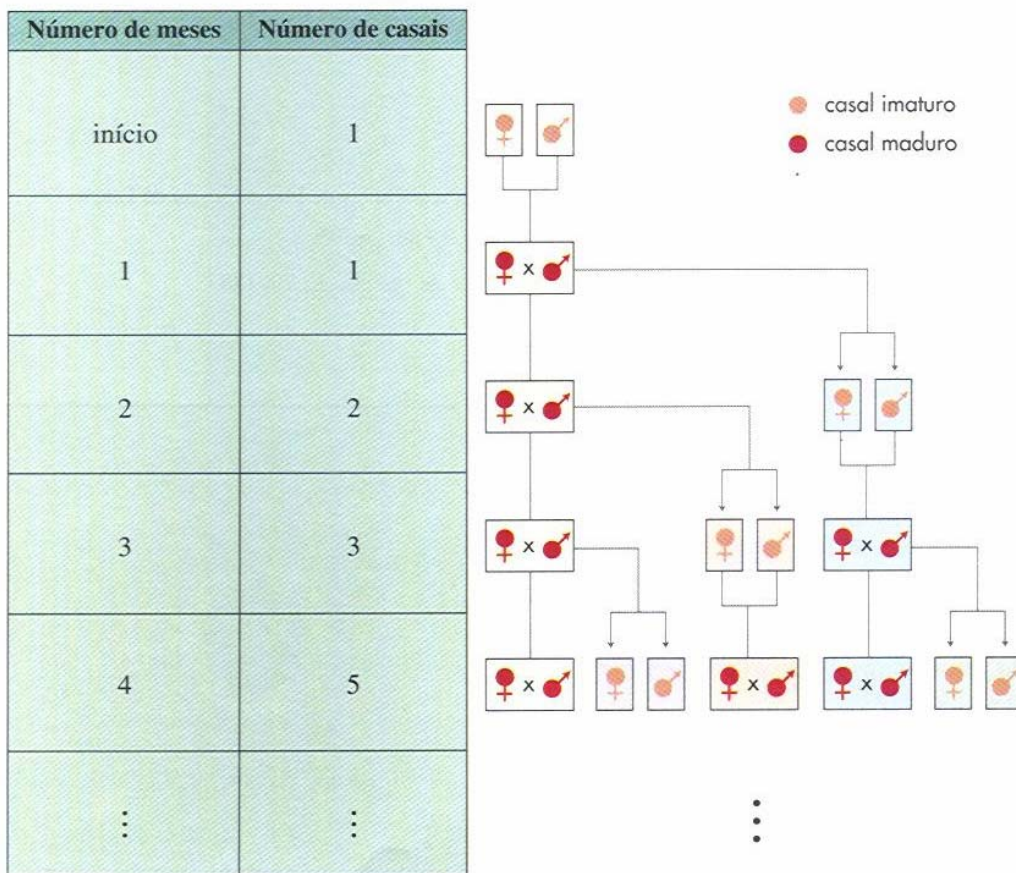 Número de meses Número de casais
início 1
casal imaturo
casal maduro
1 1
x
2 2
x
3 3
x x
4 5
x x x
⋮ ⋮